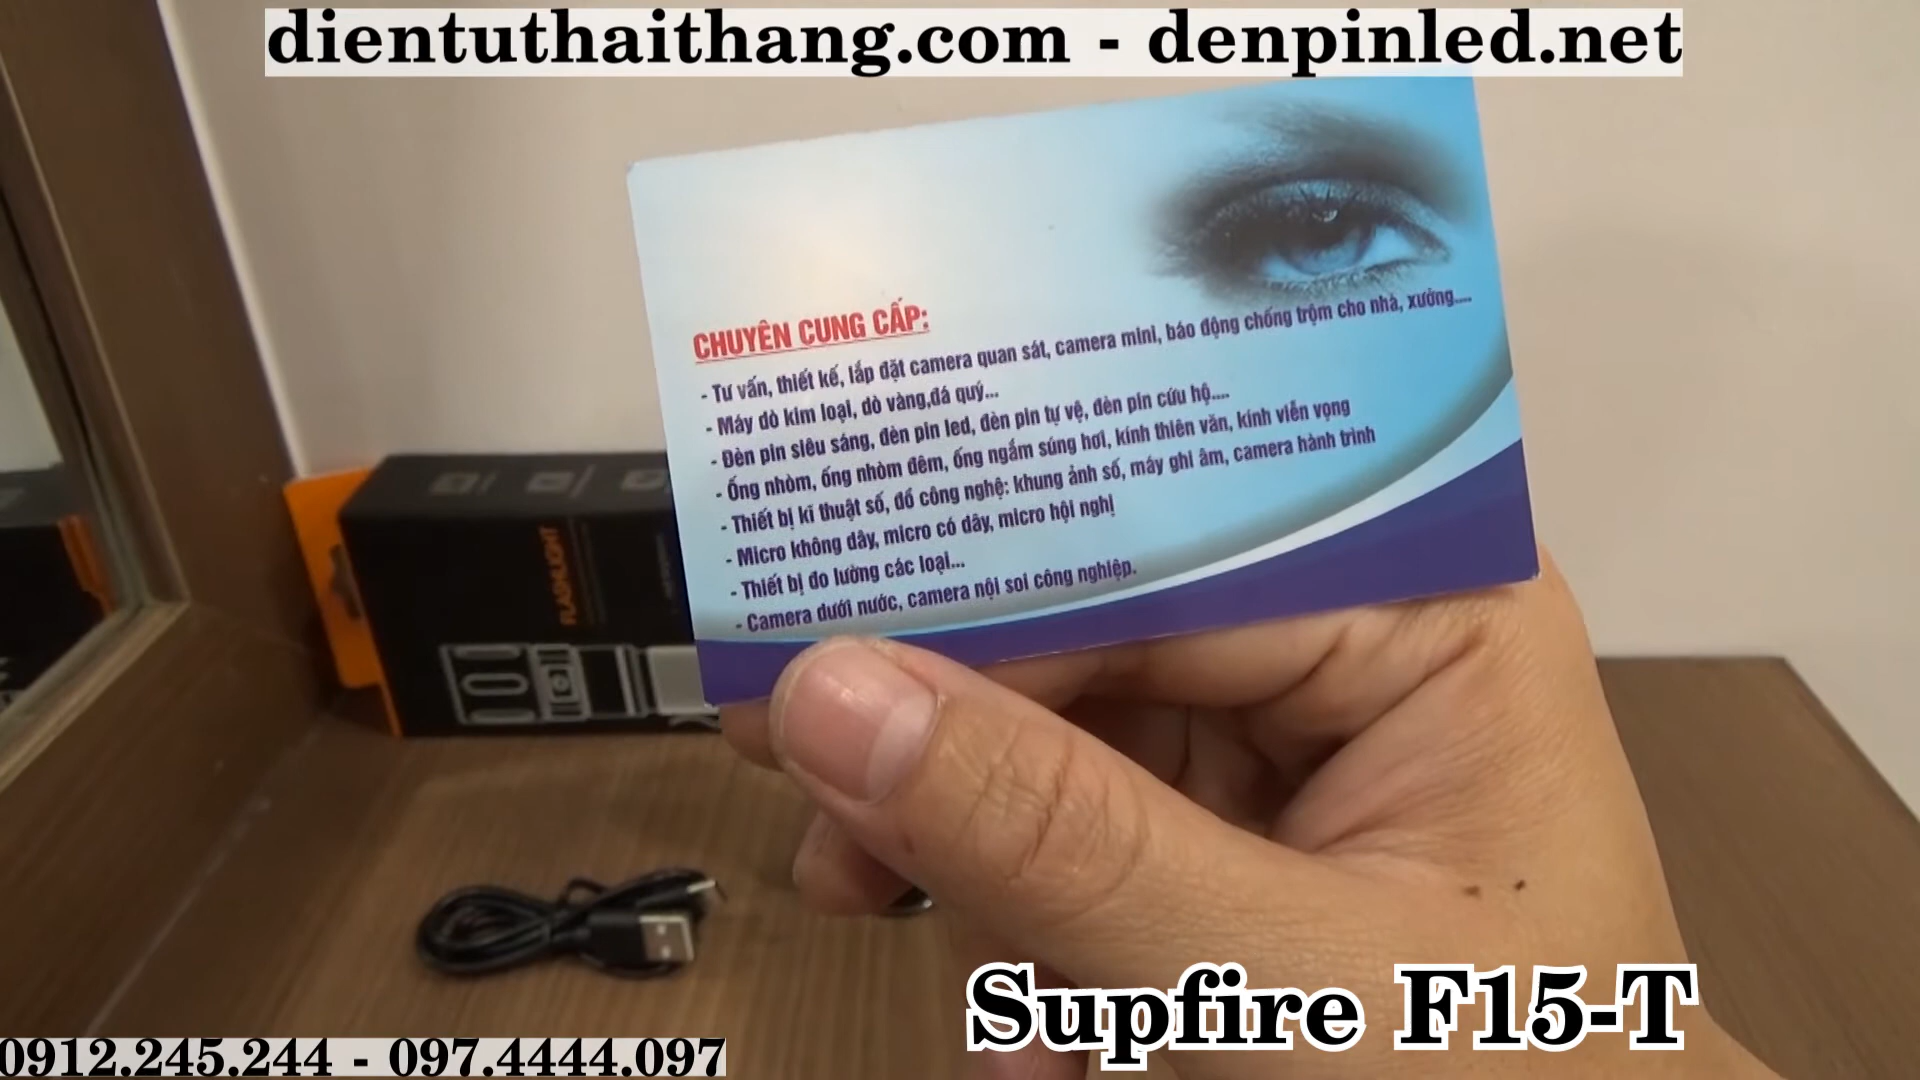 dientuthaithang.com - denpinled.net
CHUYÊN CUNG CẤP:
- Tư vấn, thiết kế, lắp đặt camera quan sát, camera mini, báo động chống trộm cho nhà, xưởng....
- Máy dò kim loại, dò vàng,đá quý...
- Đèn pin siêu sáng, đèn pin led, đèn pin tự vệ, đèn pin cứu hộ....
- Ống nhòm, ống nhòm đêm, ống ngắm súng hơi, kính thiên văn, kính viễn vọng
- Thiết bị kĩ thuật số, đồ công nghệ: khung ảnh số, máy ghi âm, camera hành trình
- Micro không dây, micro có dây, micro hội nghị
- Thiết bị đo lường các loại...
- Camera dưới nước, camera nội soi công nghiệp.
FLASHLIGHT
Supfire F15-T
0912.245.244 - 097.4444.097